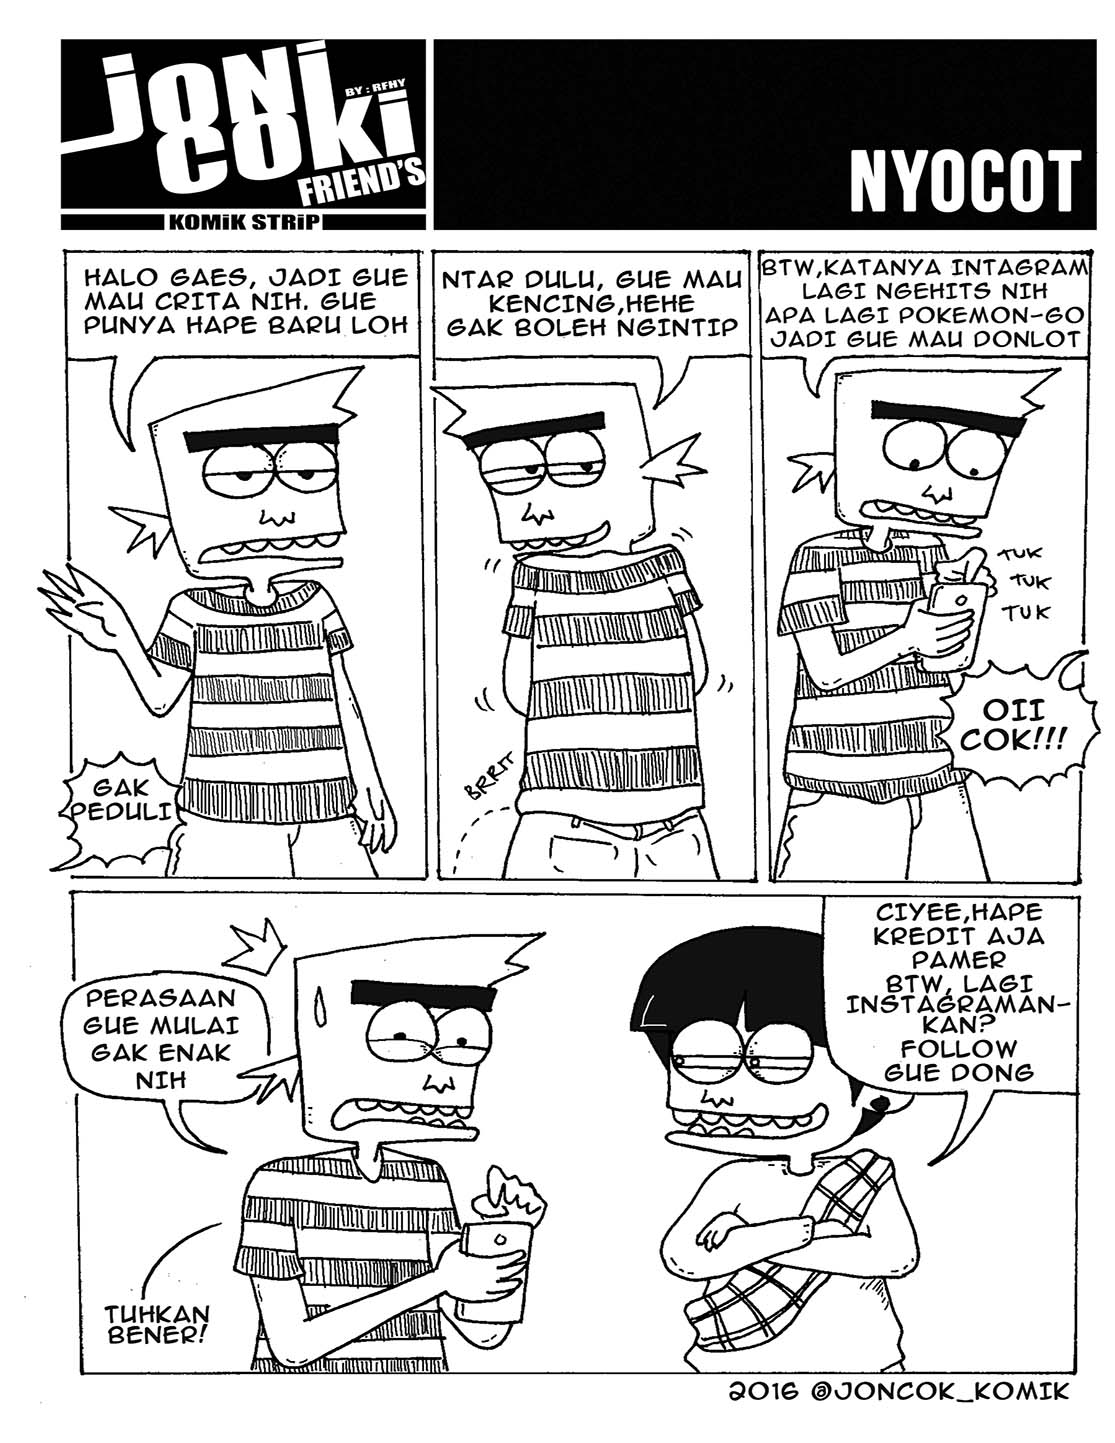 JONI
BY : RFHY
COKI
FRIEND'S
KOMIK STRIP
NYOCOT
HALO GAES, JADI GUE
MAU CRITA NIH. GUE
PUNYA HAPE BARU LOH
GAK
PEDULI
NTAR DULU, GUE MAU
KENCING,HEHE
GAK BOLEH NGINTIP
BRRIT
BTW,KATANYA INTAGRAM
LAGI NGEHITS NIH
APA LAGI POKEMON-GO
JADI GUE MAU DONLOT
TUK
TUK
TUK
OII
COK!!!
PERASAAN
GUE MULAI
GAK ENAK
NIH
TUHKAN
BENER!
CIYEE,HAPE
KREDIT AJA
PAMER
BTW, LAGI
INSTAGRAMAN-
KAN?
FOLLOW
GUE DONG
2016 @JONCOK_KOMIK